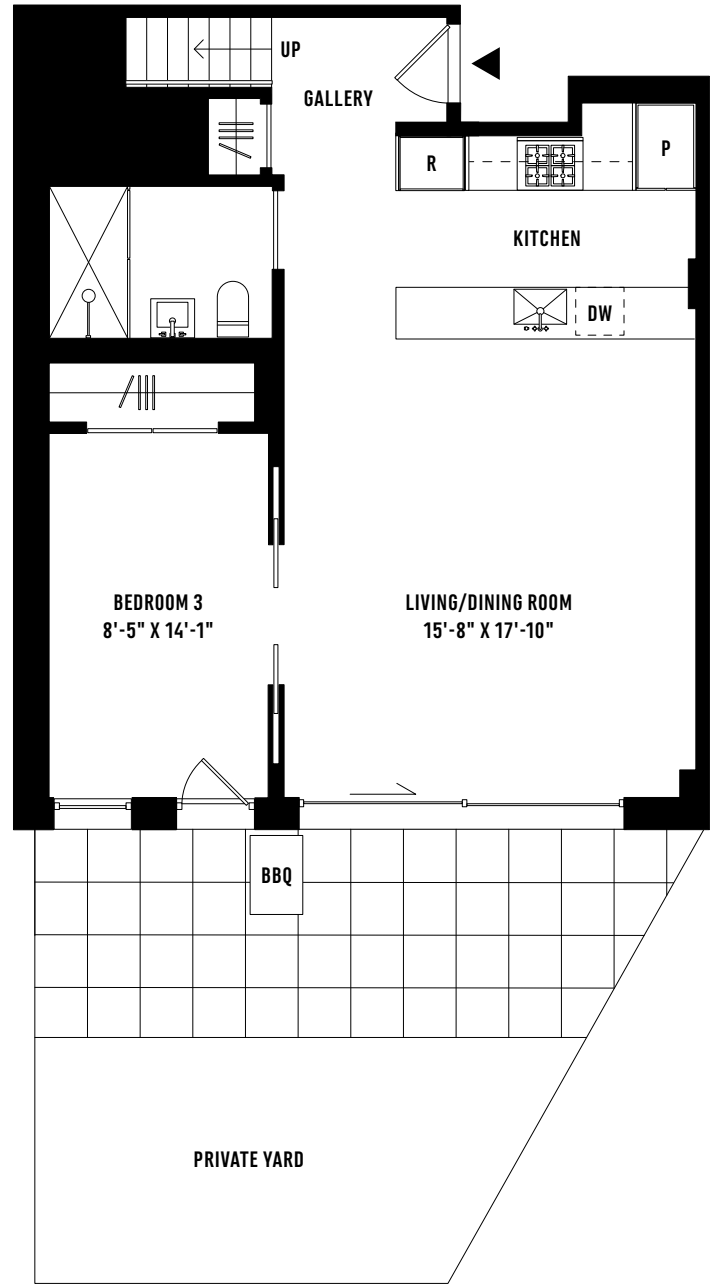 UP
GALLERY
R
P
KITCHEN
DW
BEDROOM 3
8'-5" X 14'-1"
LIVING/DINING ROOM
15'-8" X 17'-10"
BBQ
PRIVATE YARD